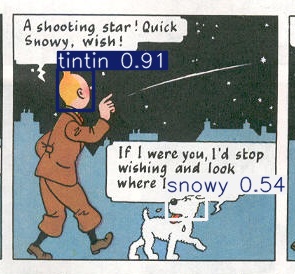 A shooting star! Quick
Snowy, wish!
tintin 0.91
If I were you, I'd stop
wishing and look
where I
snowy 0.54